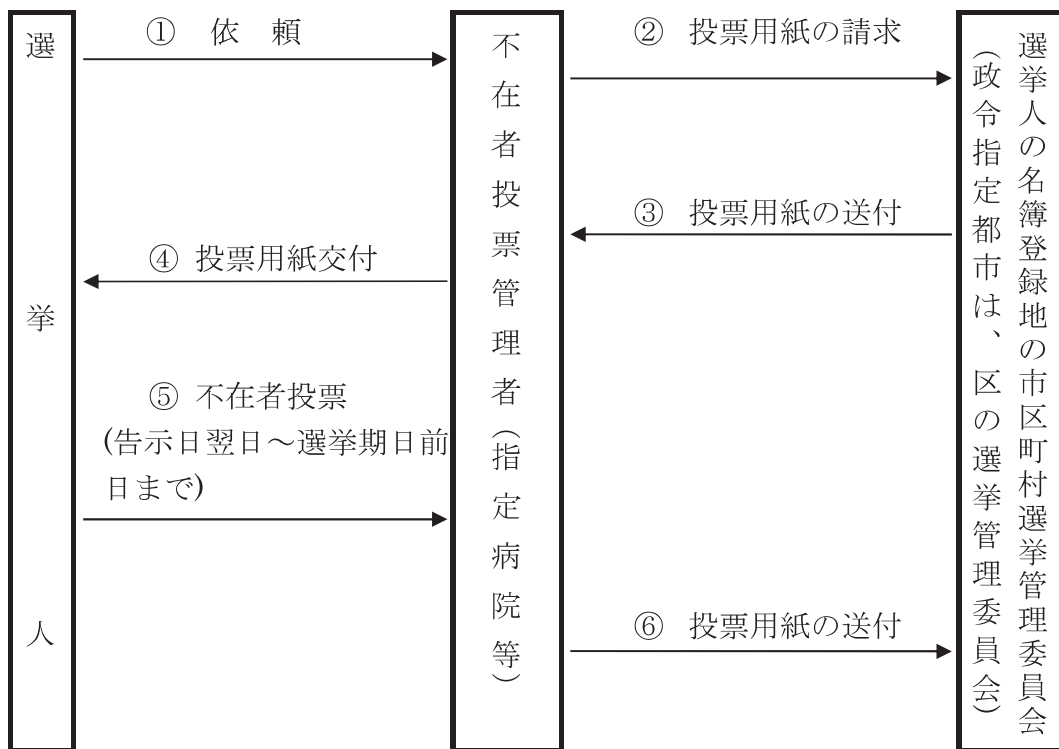 選挙人
① 依 頼
④ 投票用紙交付
⑤ 不在者投票
(告示日翌日～選挙期日前
日まで)
不在者投票管理者（指定病院等）
② 投票用紙の請求
③ 投票用紙の送付
⑥ 投票用紙の送付
選挙人の名簿登録地の市区町村選挙管理委員会
（政令指定都市は、区の選挙管理委員会）